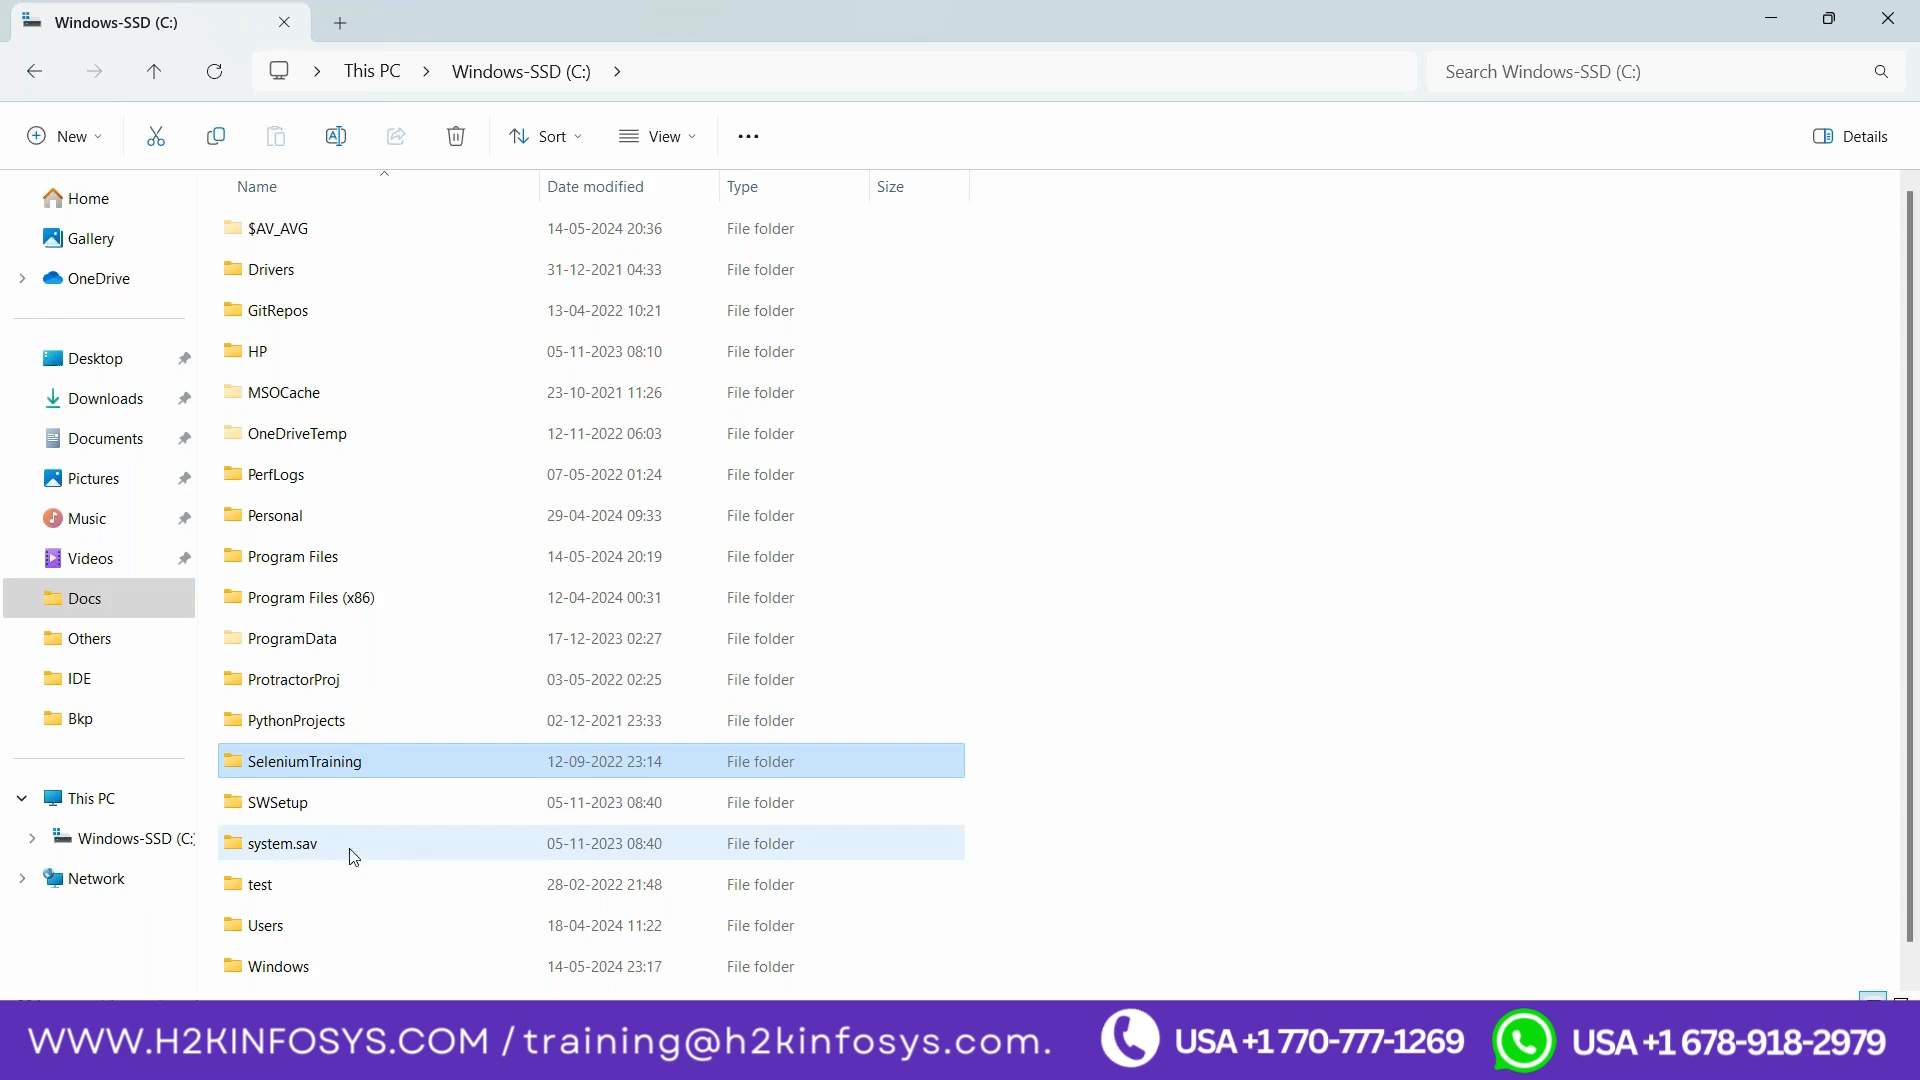 Windows-SSD (C:)
This PC > Windows-SSD (C:) >
Search Windows-SSD (C:)
New
Sort
View
Details
Name Date modified Type Size
Home
Gallery
OneDrive
Desktop
Downloads
Documents
Pictures
Music
Videos
Docs
Others
IDE
Bkp
This PC
Windows-SSD (C:
Network
$AV_AVG 14-05-2024 20:36 File folder
Drivers 31-12-2021 04:33 File folder
GitRepos 13-04-2022 10:21 File folder
HP 05-11-2023 08:10 File folder
MSOCache 23-10-2021 11:26 File folder
OneDriveTemp 12-11-2022 06:03 File folder
PerfLogs 07-05-2022 01:24 File folder
Personal 29-04-2024 09:33 File folder
Program Files 14-05-2024 20:19 File folder
Program Files (x86) 12-04-2024 00:31 File folder
ProgramData 17-12-2023 02:27 File folder
ProtractorProj 03-05-2022 02:25 File folder
PythonProjects 02-12-2021 23:33 File folder
SeleniumTraining 12-09-2022 23:14 File folder
SWSetup 05-11-2023 08:40 File folder
system.sav 05-11-2023 08:40 File folder
test 28-02-2022 21:48 File folder
Users 18-04-2024 11:22 File folder
Windows 14-05-2024 23:17 File folder
WWW.H2KINFOSYS.COM / training@h2kinfosys.com. USA +1 770-777-1269 USA +1 678-918-2979